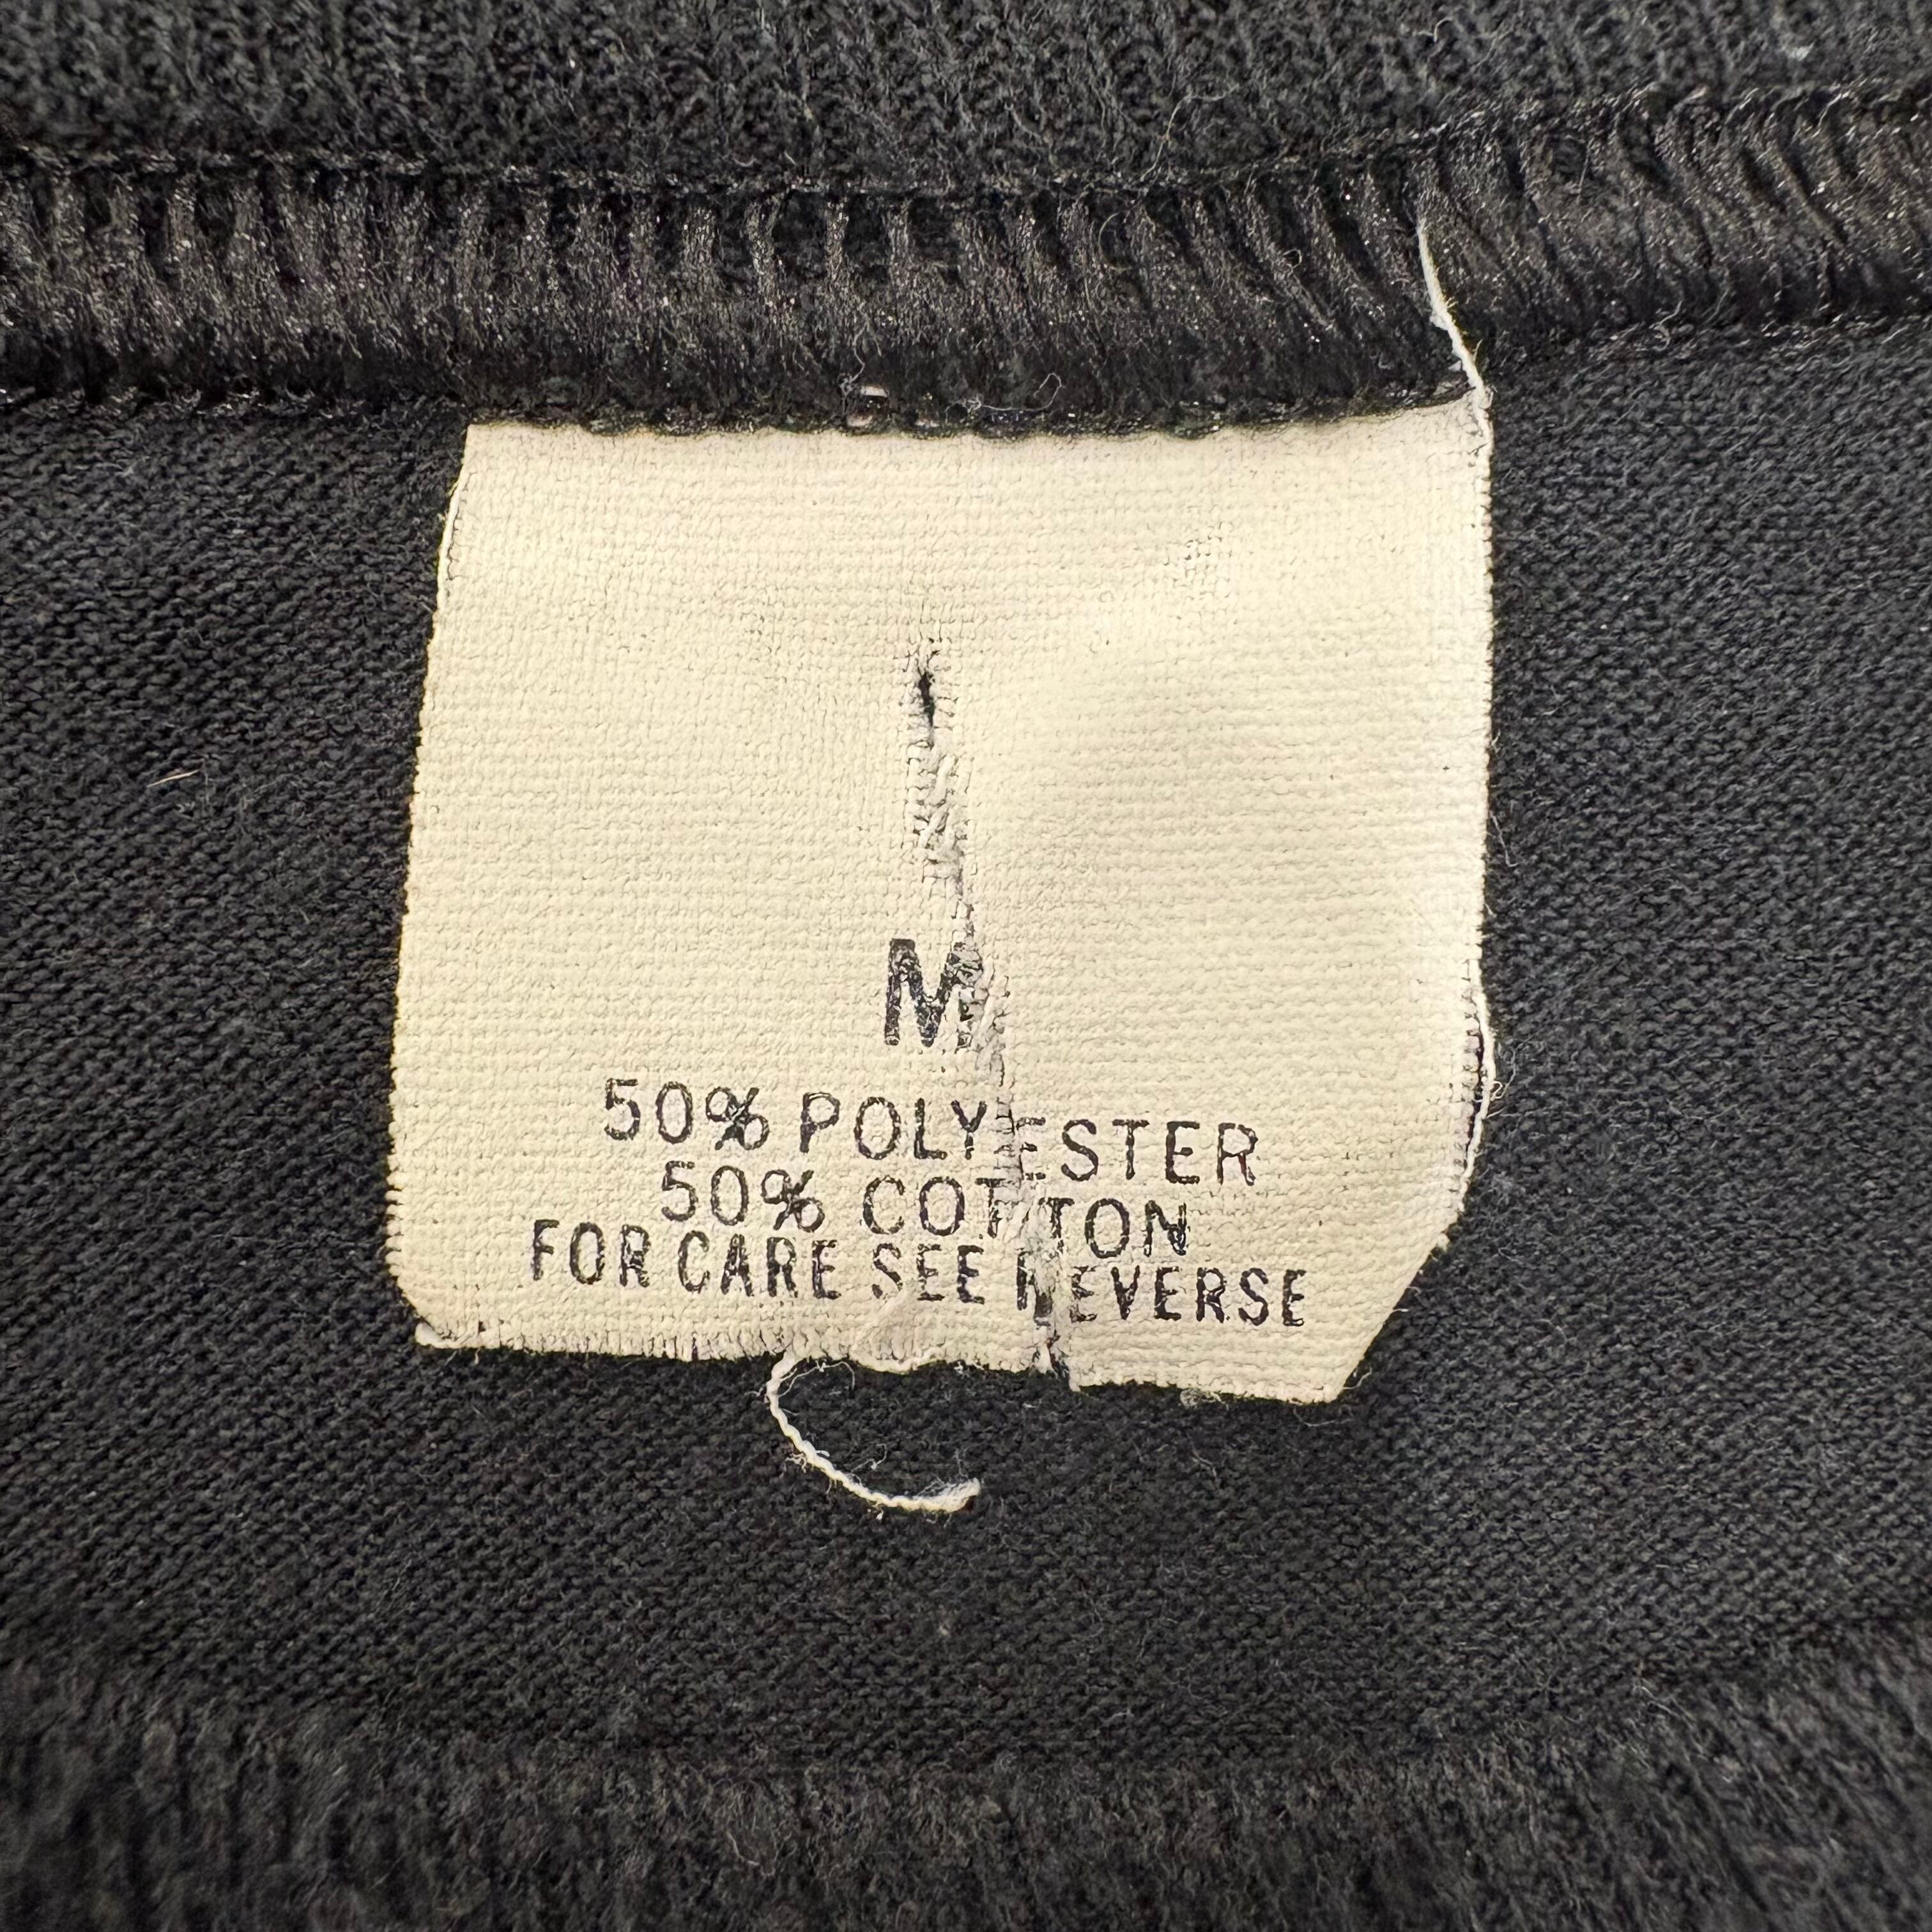 M
50% POLYESTER
50% COTTON
FOR CARE SEE REVERSE